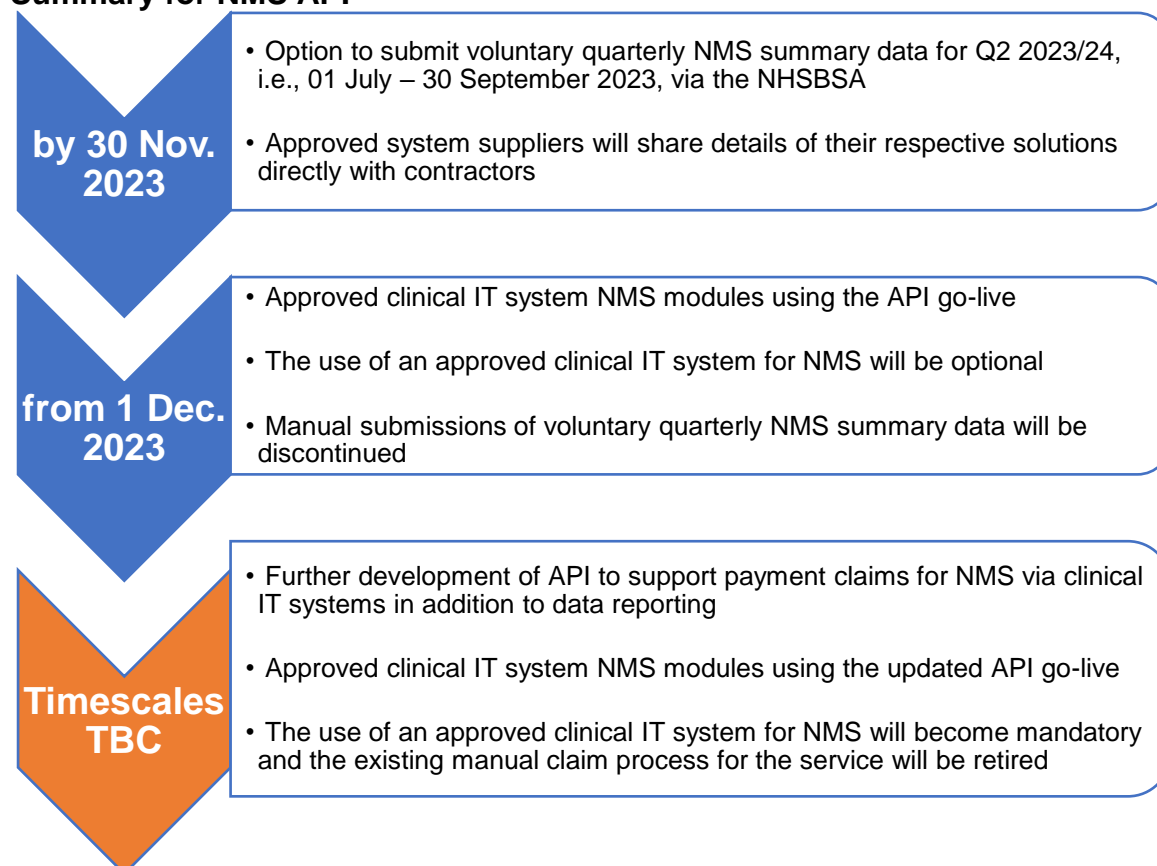 Summary for NMS API
• Option to submit voluntary quarterly NMS summary data for Q2 2023/24,
i.e., 01 July – 30 September 2023, via the NHSBSA
by 30 Nov.
2023
• Approved system suppliers will share details of their respective solutions
directly with contractors
• Approved clinical IT system NMS modules using the API go-live
• The use of an approved clinical IT system for NMS will be optional
from 1 Dec.
2023
• Manual submissions of voluntary quarterly NMS summary data will be
discontinued
• Further development of API to support payment claims for NMS via clinical
IT systems in addition to data reporting
• Approved clinical IT system NMS modules using the updated API go-live
Timescales
TBC
• The use of an approved clinical IT system for NMS will become mandatory
and the existing manual claim process for the service will be retired